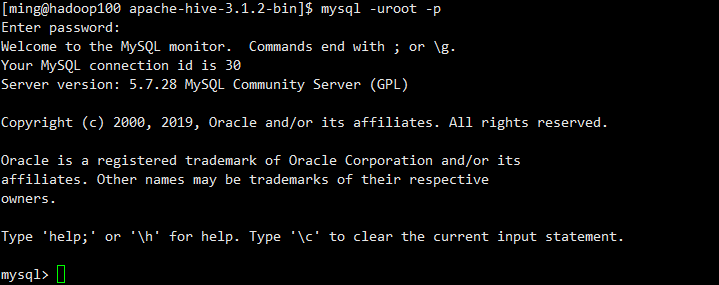 [ming@hadoop100 apache-hive-3.1.2-bin]$ mysql -uroot -p
Enter password:
Welcome to the MySQL monitor.  Commands end with ; or \g.
Your MySQL connection id is 30
Server version: 5.7.28 MySQL Community Server (GPL)

Copyright (c) 2000, 2019, Oracle and/or its affiliates. All rights reserved.

Oracle is a registered trademark of Oracle Corporation and/or its
affiliates. Other names may be trademarks of their respective
owners.

Type 'help;' or '\h' for help. Type '\c' to clear the current input statement.

mysql>